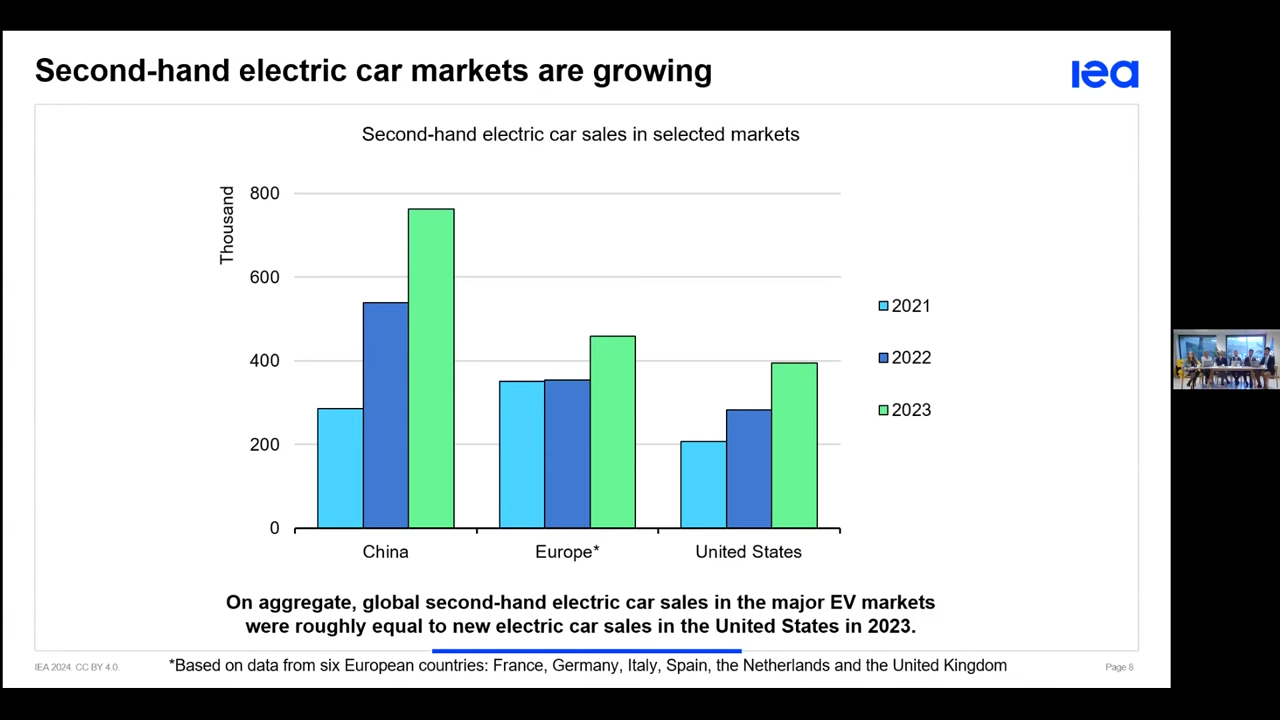 Second-hand electric car markets are growing
iea
Second-hand electric car sales in selected markets
Thousand
800
600
400
200
0
China
Europe*
United States
2021
2022
2023
On aggregate, global second-hand electric car sales in the major EV markets
were roughly equal to new electric car sales in the United States in 2023.
IEA 2024. CC BY 4.0.
*Based on data from six European countries: France, Germany, Italy, Spain, the Netherlands and the United Kingdom
Page 8